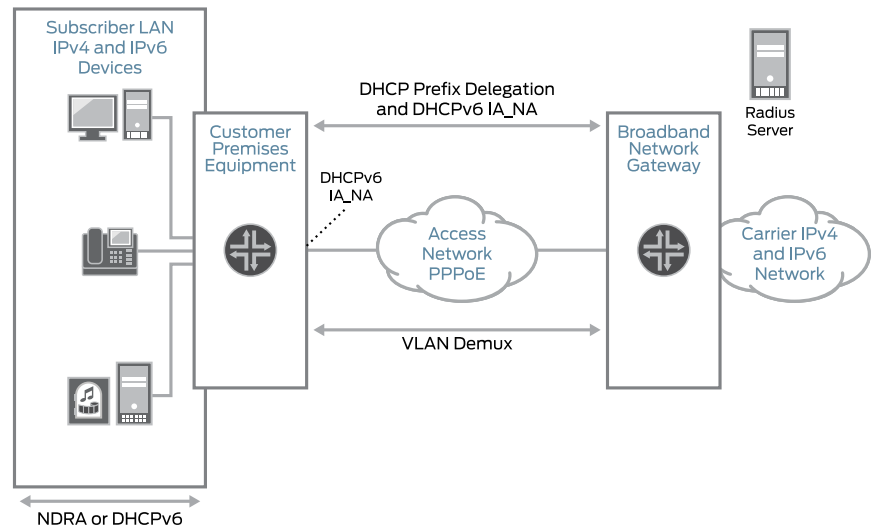 Subscriber LAN
IPv4 and IPv6
Devices
DHCP Prefix Delegation
and DHCPv6 IA_NA
Radius
Server
Customer
Premises
Equipment
Broadband
Network
Gateway
DHCPv6
IA_NA
Access
Network
PPPoE
Carrier IPv4
and IPv6
Network
VLAN Demux
NDRA or DHCPv6